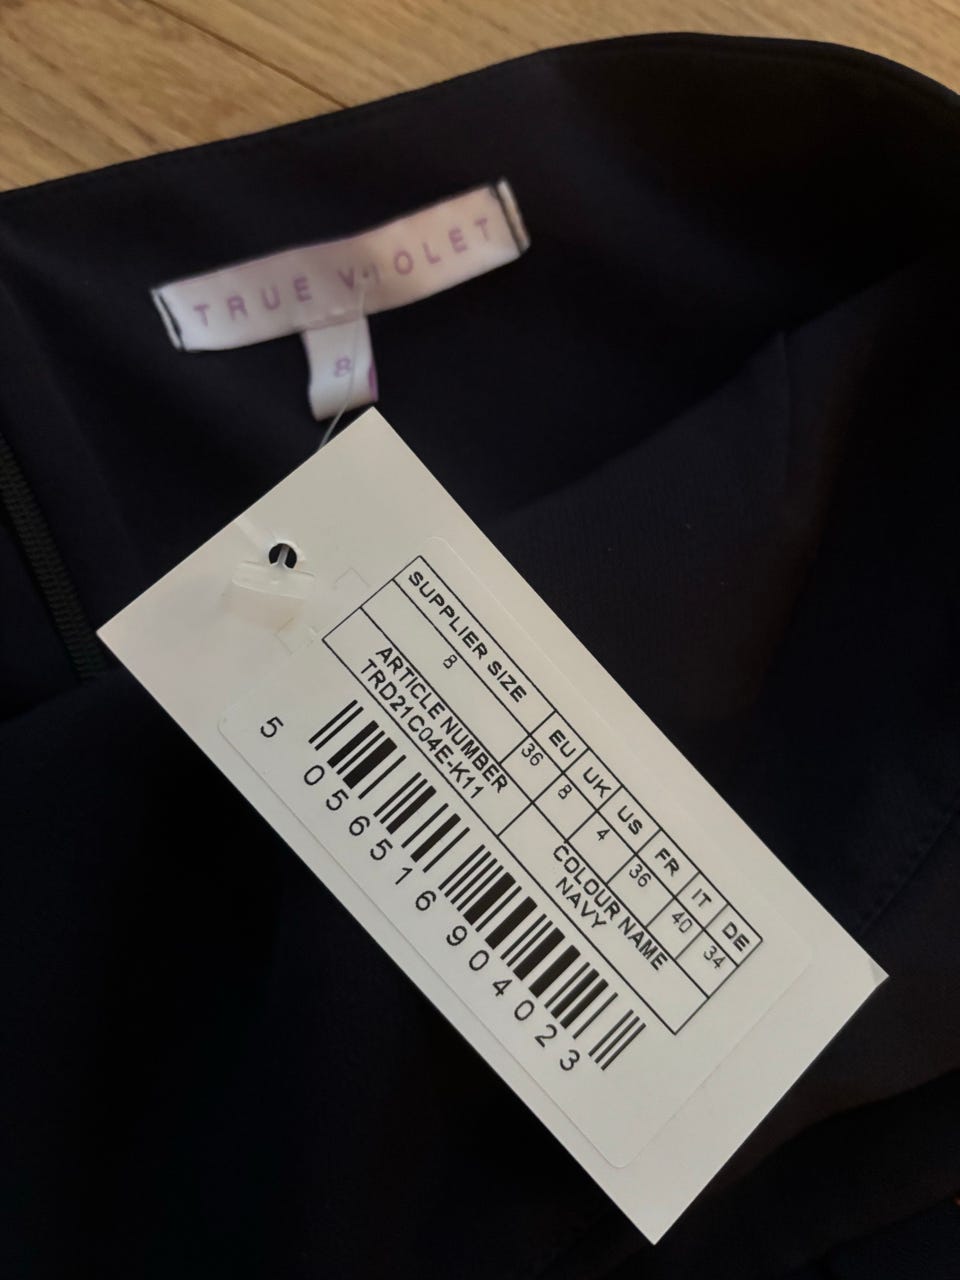 TRUE VIOLET
8
SUPPLIER SIZE EU UK US FR IT DE
8 36 8 4 36 40 34
ARTICLE NUMBER COLOUR NAME
TRD21C04E-K11 NAVY
5 056516 904023